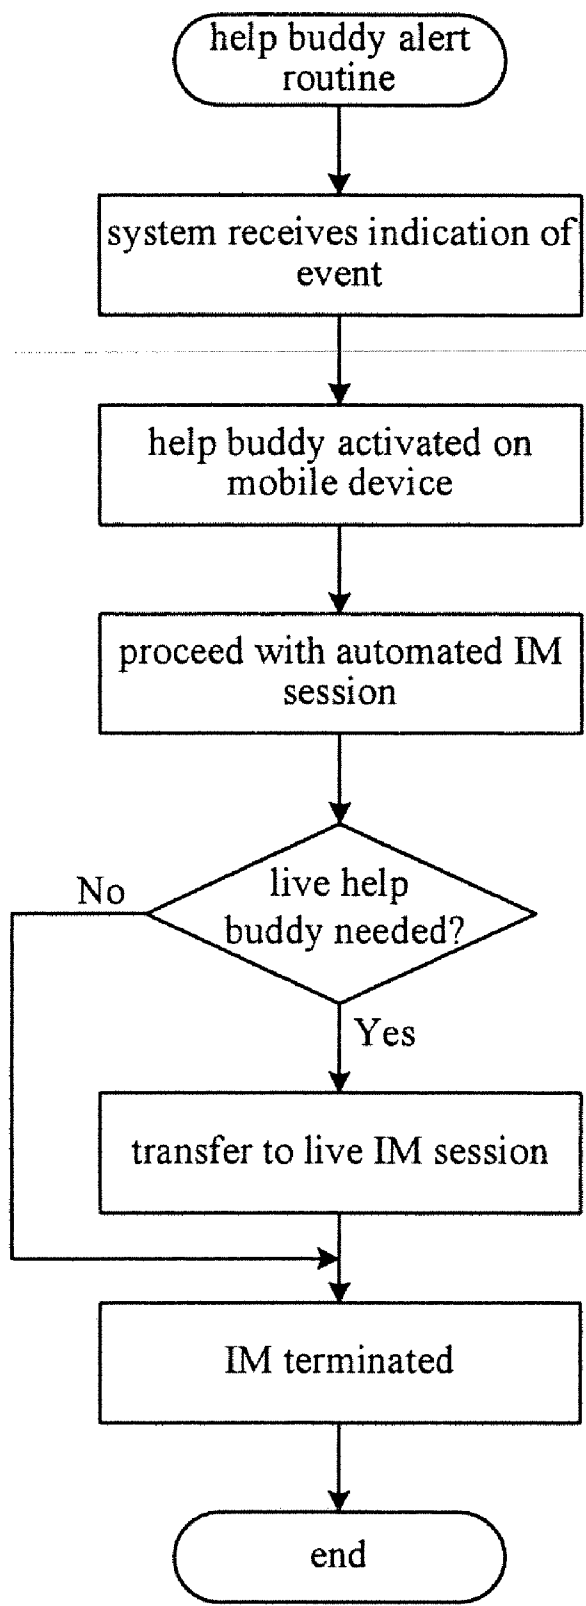 help buddy alert
routine
system receives indication of
event
help buddy activated on
mobile device
proceed with automated IM
session
live help
buddy needed?
No
Yes
transfer to live IM session
IM terminated
end